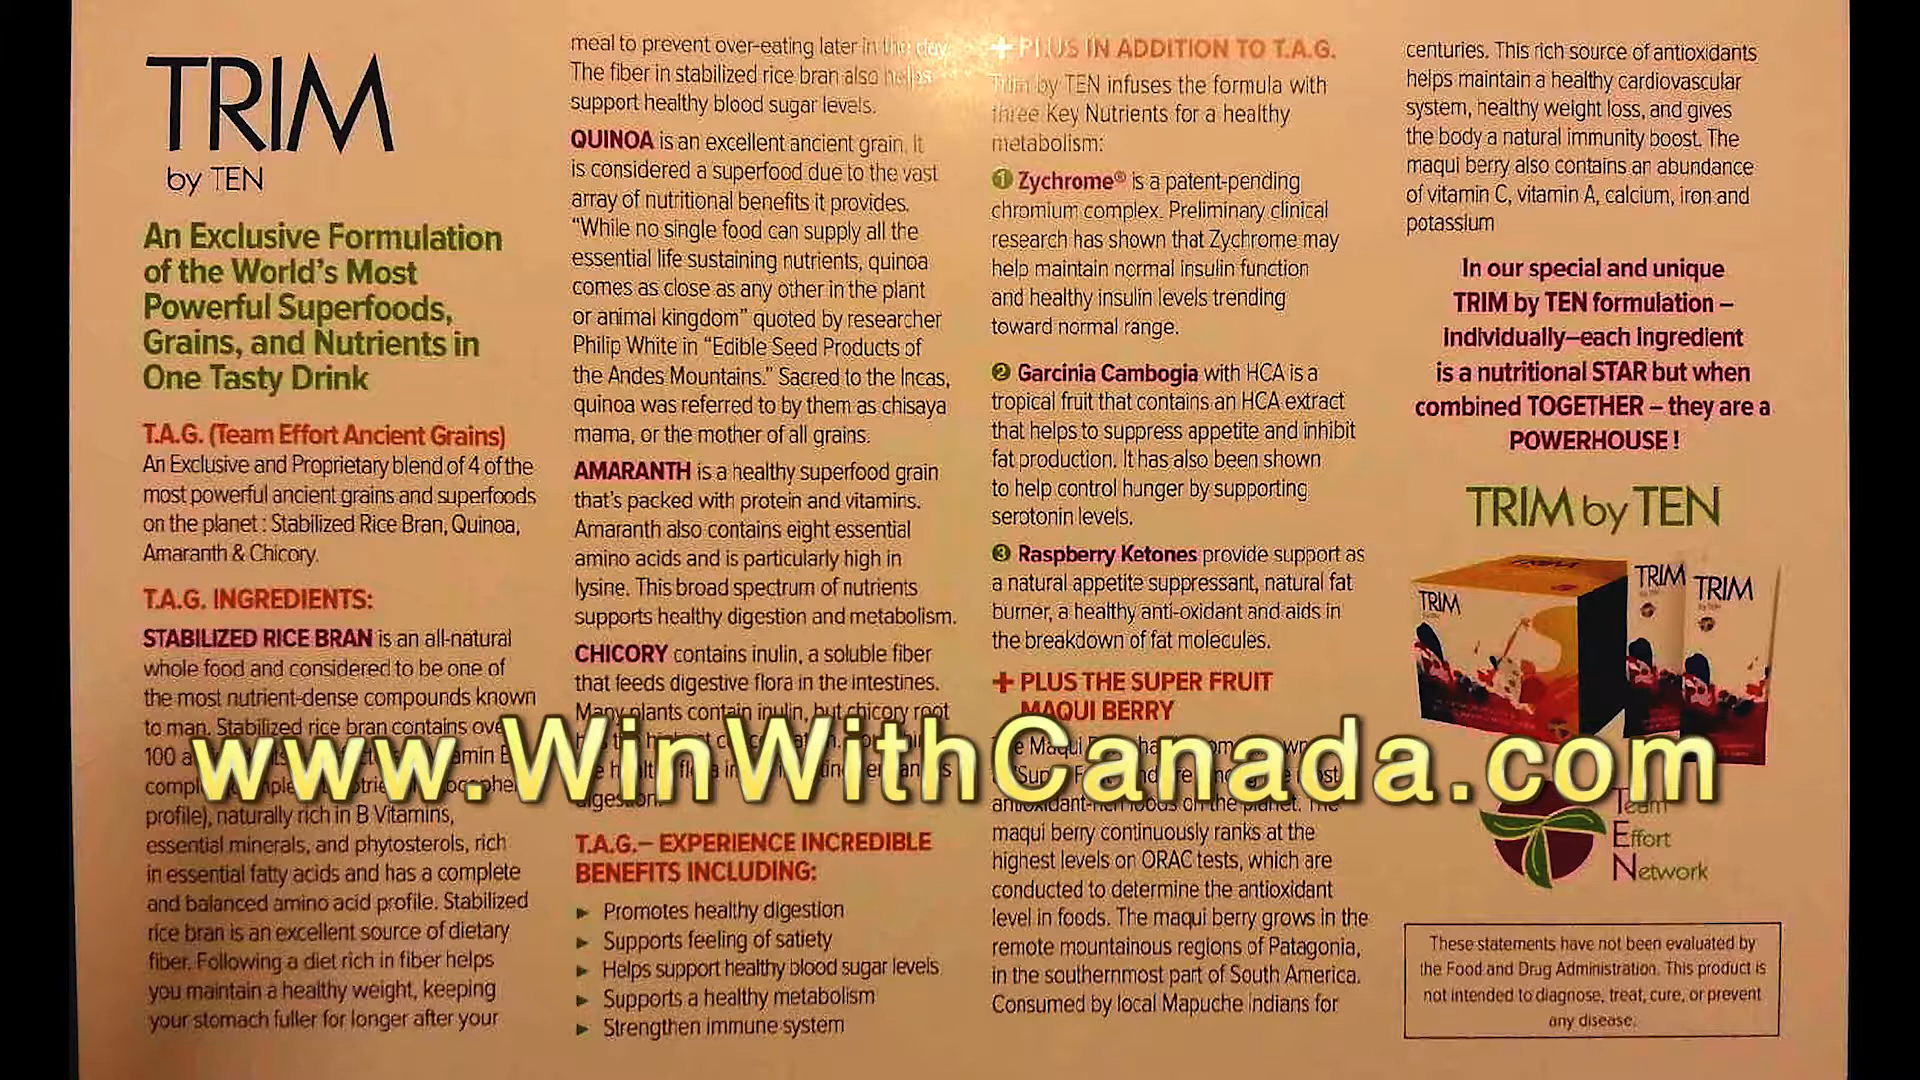 TRIM
by TEN
An Exclusive Formulation
of the World's Most
Powerful Superfoods,
Grains, and Nutrients in
One Tasty Drink
T.A.G. (Team Effort Ancient Grains)
An Exclusive and Proprietary blend of 4 of the
most powerful ancient grains and superfoods
on the planet : Stabilized Rice Bran, Quinoa,
Amaranth & Chicory.
T.A.G. INGREDIENTS:
STABILIZED RICE BRAN is an all-natural
whole food and considered to be one of
the most nutrient-dense compounds known
to man. Stabilized rice bran contains
100
profile), naturally rich in B Vitamins,
essential minerals, and phytosterols, rich
in essential fatty acids and has a complete
and balanced amino acid profile. Stabilized
rice bran is an excellent source of dietary
fiber. Following a diet rich in fiber helps
you maintain a healthy weight, keeping
your stomach fuller for longer after your
meal to prevent over-eating later in the day.
The fiber in stabilized rice bran also helps
support healthy blood sugar levels.
QUINOA is an excellent ancient grain. It
is considered a superfood due to the vast
array of nutritional benefits it provides.
“While no single food can supply all the
essential life sustaining nutrients, quinoa
comes as close as any other in the plant
or animal kingdom” quoted by researcher
Philip White in “Edible Seed Products of
the Andes Mountains.” Sacred to the Incas,
quinoa was referred to by them as chisaya
mama, or the mother of all grains.
AMARANTH is a healthy superfood grain
that's packed with protein and vitamins.
Amaranth also contains eight essential
amino acids and is particularly high in
lysine. This broad spectrum of nutrients
supports healthy digestion and metabolism.
CHICORY contains inulin, a soluble fiber
that feeds digestive flora in the intestines.
Many plants contain inulin, but chicory root
digestion.
T.A.G.– EXPERIENCE INCREDIBLE
BENEFITS INCLUDING:
► Promotes healthy digestion
► Supports feeling of satiety
► Helps support healthy blood sugar levels
► Supports a healthy metabolism
► Strengthen immune system
+ PLUS IN ADDITION TO T.A.G.
Trim by TEN infuses the formula with
three Key Nutrients for a healthy
metabolism:
1 Zychrome® is a patent-pending
chromium complex. Preliminary clinical
research has shown that Zychrome may
help maintain normal insulin function
and healthy insulin levels trending
toward normal range.
2 Garcinia Cambogia with HCA is a
tropical fruit that contains an HCA extract
that helps to suppress appetite and inhibit
fat production. It has also been shown
to help control hunger by supporting
serotonin levels.
3 Raspberry Ketones provide support as
a natural appetite suppressant, natural fat
burner, a healthy anti-oxidant and aids in
the breakdown of fat molecules.
+ PLUS THE SUPER FRUIT
MAQUI BERRY
antioxidant-rich foods on the planet. The
maqui berry continuously ranks at the
highest levels on ORAC tests, which are
conducted to determine the antioxidant
level in foods. The maqui berry grows in the
remote mountainous regions of Patagonia,
in the southernmost part of South America.
Consumed by local Mapuche Indians for
centuries. This rich source of antioxidants
helps maintain a healthy cardiovascular
system, healthy weight loss, and gives
the body a natural immunity boost. The
maqui berry also contains an abundance
of vitamin C, vitamin A, calcium, iron and
potassium
In our special and unique
TRIM by TEN formulation –
individually–each ingredient
is a nutritional STAR but when
combined TOGETHER – they are a
POWERHOUSE !
TRIM by TEN
TRIM
TRIM
TRIM
Team
Effort
Network
These statements have not been evaluated by
the Food and Drug Administration. This product is
not intended to diagnose, treat, cure, or prevent
any disease.
www.WinWithCanada.com